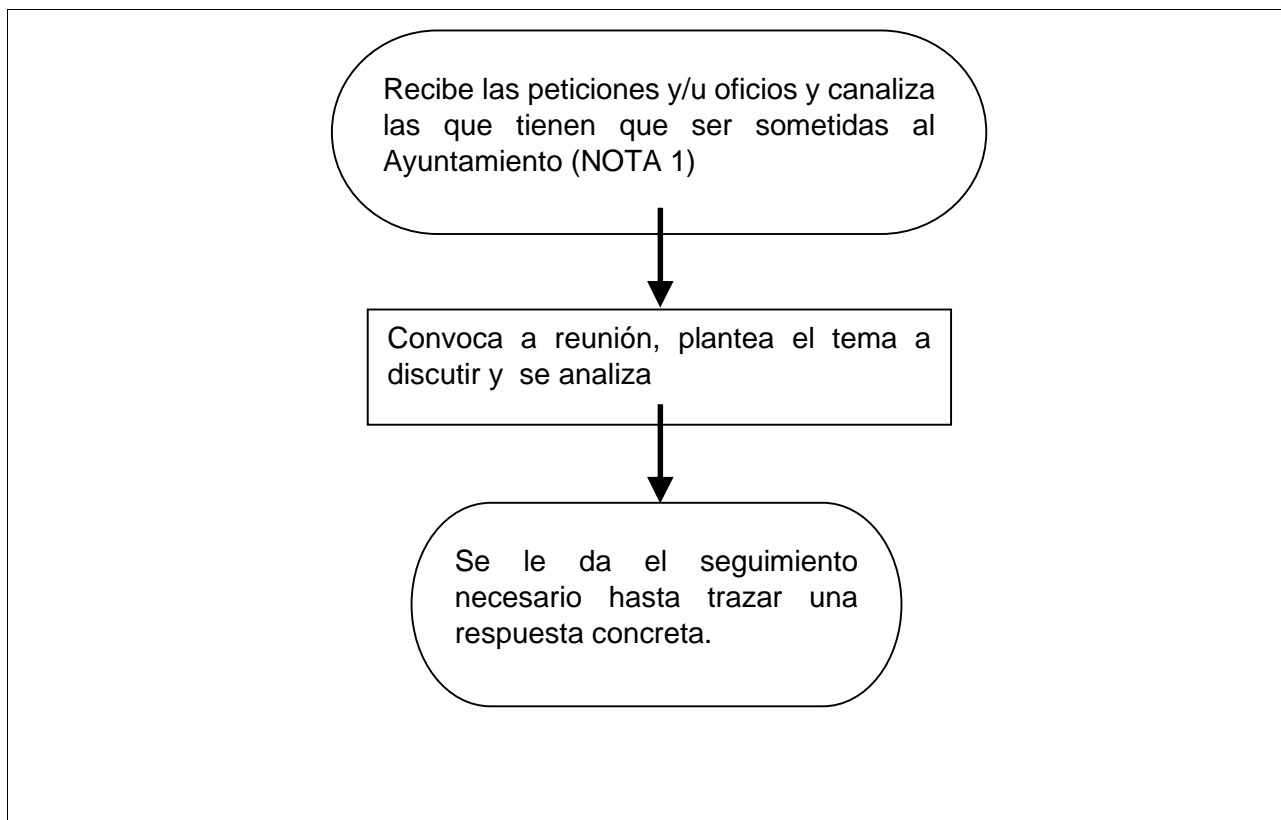 Recibe las peticiones y/u oficios y canaliza
las que tienen que ser sometidas al
Ayuntamiento (NOTA 1)
Convoca a reunión, plantea el tema a
discutir y se analiza
Se le da el seguimiento
necesario hasta trazar una
respuesta concreta.